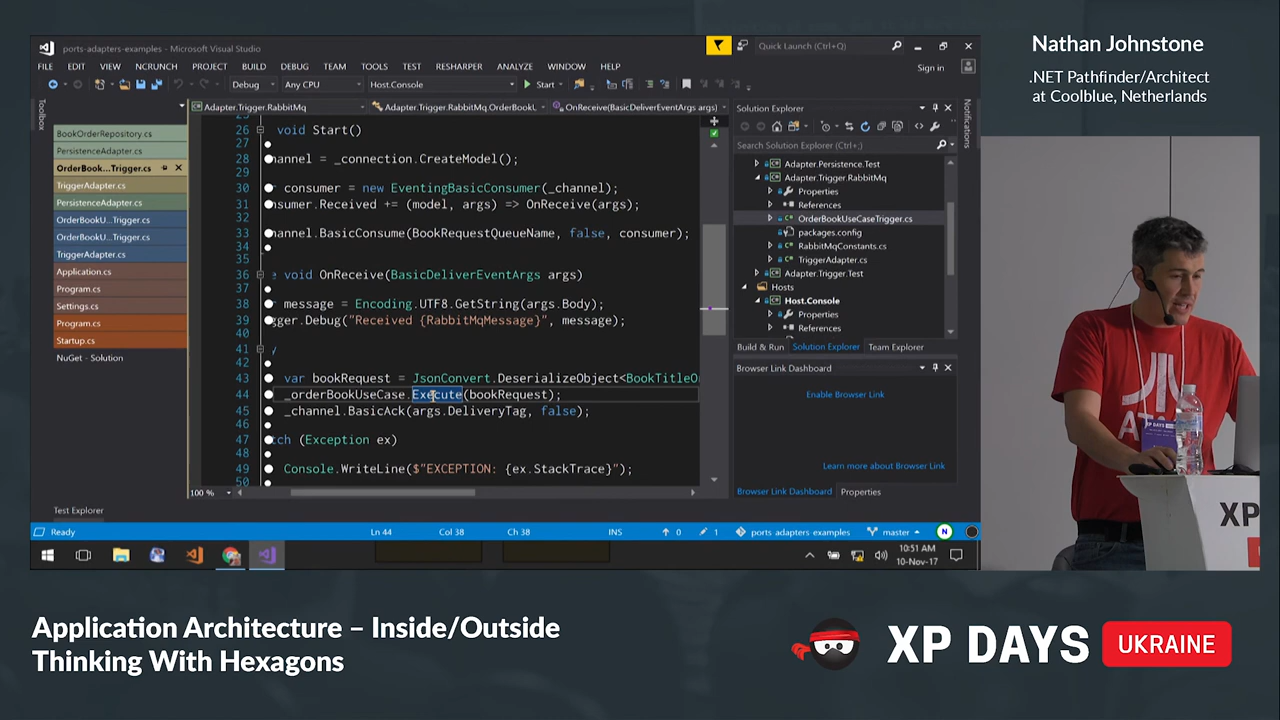 Nathan Johnstone
.NET Pathfinder/Architect
at Coolblue, Netherlands
ports-adapters-examples - Microsoft Visual Studio
Quick Launch (Ctrl+Q)
FILE EDIT VIEW NCRUNCH PROJECT BUILD DEBUG TEAM TOOLS TEST RESHARPER ANALYZE WINDOW HELP
Sign in
Debug Any CPU Host.Console Start
Toolbox
BookOrderRepository.cs
PersistenceAdapter.cs
OrderBook...Trigger.cs
TriggerAdapter.cs
PersistenceAdapter.cs
OrderBookU...Trigger.cs
OrderBookU...Trigger.cs
TriggerAdapter.cs
Application.cs
Program.cs
Settings.cs
Program.cs
Startup.cs
NuGet - Solution
Adapter.Trigger.RabbitMq Adapter.Trigger.RabbitMq.OrderBookU OnReceive(BasicDeliverEventArgs args)
25
26 void Start()
27
28 annel = _connection.CreateModel();
29
30 consumer = new EventingBasicConsumer(_channel);
31 nsumer.Received += (model, args) => OnReceive(args);
32
33 hannel.BasicConsume(BookRequestQueueName, false, consumer);
34
35
36 e void OnReceive(BasicDeliverEventArgs args)
37
38 message = Encoding.UTF8.GetString(args.Body);
39 gger.Debug("Received {RabbitMqMessage}", message);
40
41 y
42
43 var bookRequest = JsonConvert.DeserializeObject<BookTitleO
44 _orderBookUseCase.Execute(bookRequest);
45 _channel.BasicAck(args.DeliveryTag, false);
46
47 tch (Exception ex)
48
49 Console.WriteLine($"EXCEPTION: {ex.StackTrace}");
50
100 %
Solution Explorer
Search Solution Explorer (Ctrl+;)
Adapter.Persistence.Test
Adapter.Trigger.RabbitMq
Properties
References
OrderBookUseCaseTrigger.cs
packages.config
RabbitMqConstants.cs
TriggerAdapter.cs
Adapter.Trigger.Test
Hosts
Host.Console
Properties
References
Build & Run Solution Explorer Team Explorer
Notifications
Browser Link Dashboard
Enable Browser Link
Learn more about Browser Link
Browser Link Dashboard Properties
Test Explorer
Ready Ln 44 Col 38 Ch 38 INS 0 1 ports-adapters-examples master N
10:51 AM
10-Nov-17
ATARI
XP DAYS
XP
Application Architecture – Inside/Outside
Thinking With Hexagons
XP DAYS UKRAINE